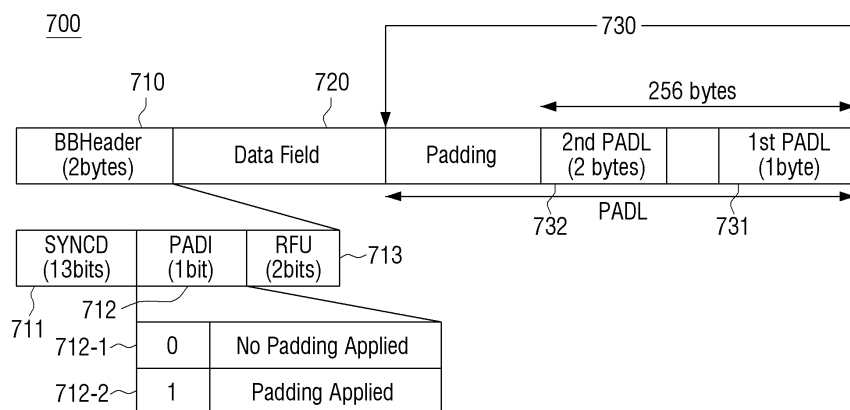 700
730
710
720
256 bytes
BBHeader
(2bytes)
Data Field
Padding
2nd PADL
(2 bytes)
1st PADL
(1byte)
732
PADL
731
SYNCD
(13bits)
PADI
(1bit)
RFU
(2bits)
713
711
712
712-1
0
No Padding Applied
712-2
1
Padding Applied